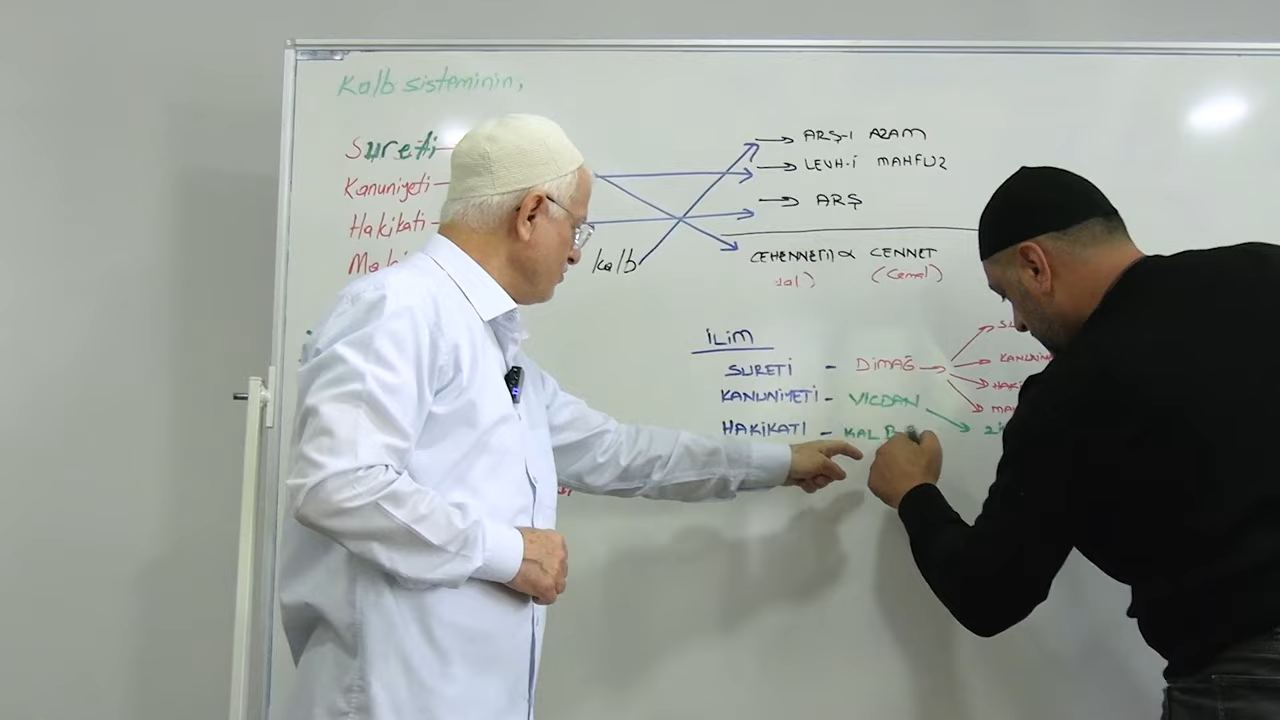 Kalb sisteminin,
Sureti
Kanuniyeti
Hakikati
kalb
ARŞ-I AZAM
LEVH-İ MAHFUZ
ARŞ
CEHENNEM CENNET
(Cemal)
İLİM
SURETİ - DİMAĞ
KANUNİYETİ - VİCDAN
HAKİKATI - KALB